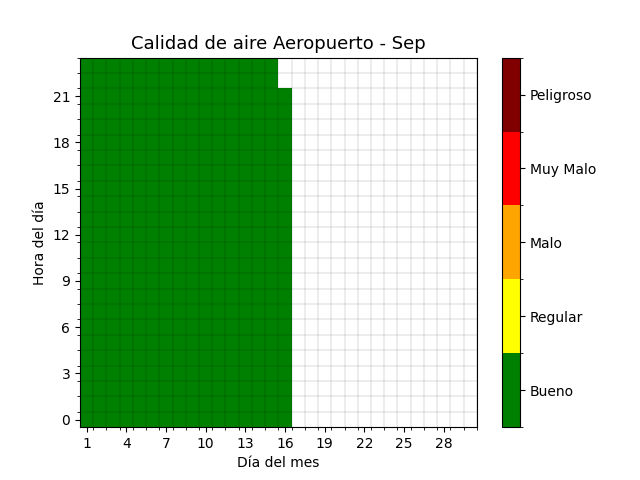 Calidad de aire Aeropuerto - Sep
Hora del día
21
18
15
12
9
6
3
0
1 4 7 10 13 16 19 22 25 28
Día del mes
Peligroso
Muy Malo
Malo
Regular
Bueno